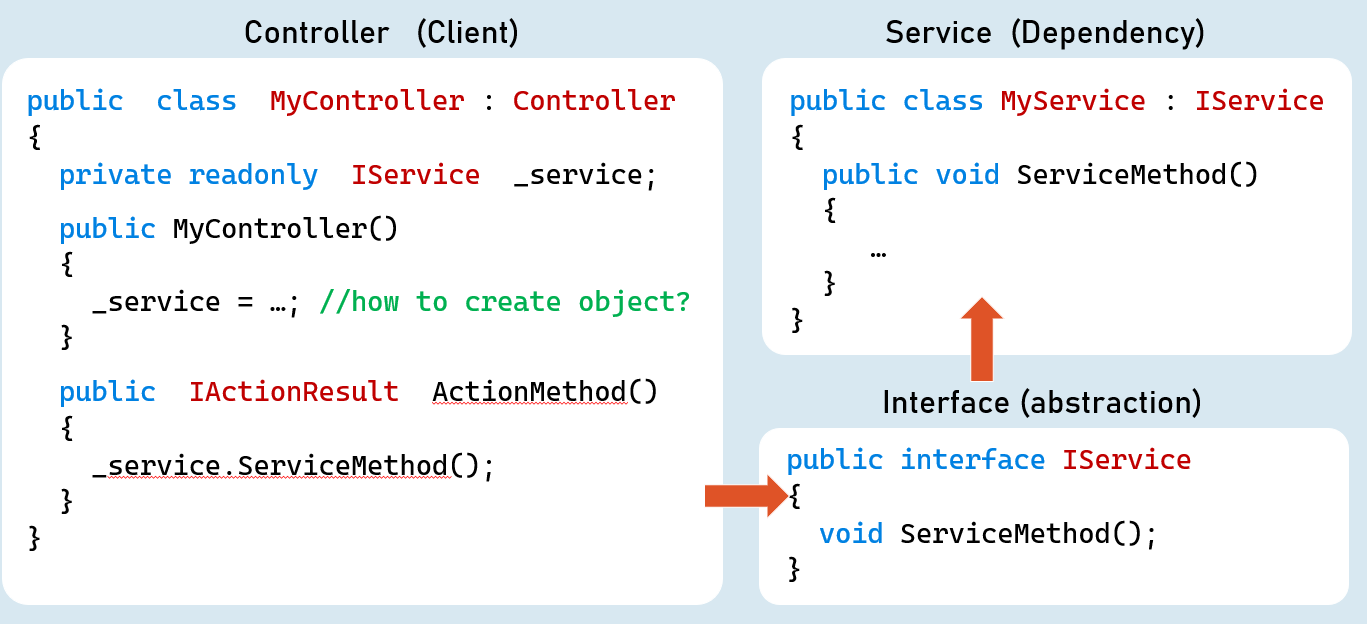 Controller (Client)
public class MyController : Controller
{
private readonly IService _service;
public MyController()
{
_service = …; //how to create object?
}
public IActionResult ActionMethod()
{
_service.ServiceMethod();
}
}
Service (Dependency)
public class MyService : IService
{
public void ServiceMethod()
{
…
}
}
Interface (abstraction)
public interface IService
{
void ServiceMethod();
}